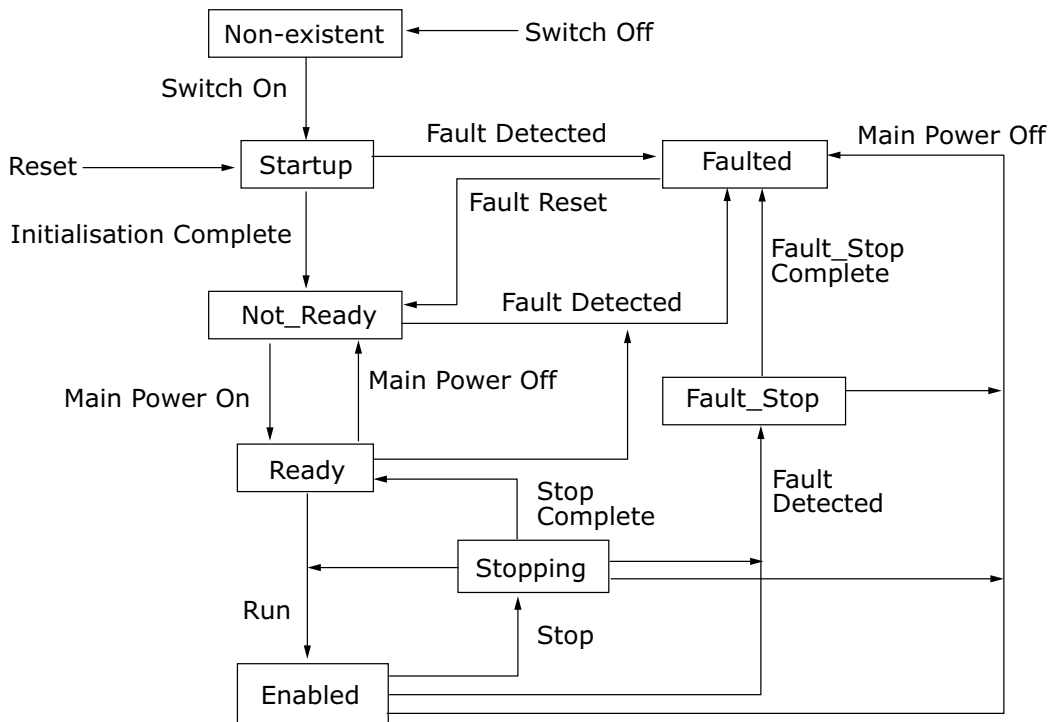 Non-existent
Switch Off
Switch On
Fault Detected
Main Power Off
Reset
Startup
Faulted
Fault Reset
Initialisation Complete
Fault_Stop
Complete
Not_Ready
Fault Detected
Main Power On
Main Power Off
Fault_Stop
Ready
Stop
Complete
Fault
Detected
Stopping
Run
Stop
Enabled